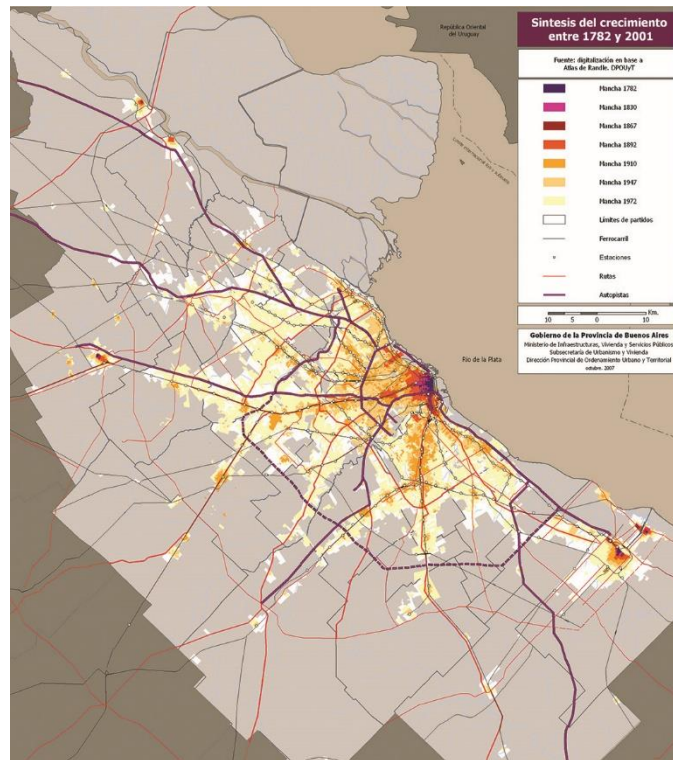 República Oriental
del Uruguay
Síntesis del crecimiento
entre 1782 y 2001
Fuente: digitalización en base a
Atlas de Randle. DPOUyT
Mancha 1782
Mancha 1830
Mancha 1867
Mancha 1892
Mancha 1910
Mancha 1947
Mancha 1972
Límites de partidos
Ferrocarril
Estaciones
Rutas
Autopistas
Km.
10 5 0 10
Gobierno de la Provincia de Buenos Aires
Ministerio de Infraestructuras, Vivienda y Servicios Públicos
Subsecretaría de Urbanismo y Vivienda
Dirección Provincial de Ordenamiento Urbano y Territorial
octubre. 2007
Río de la Plata